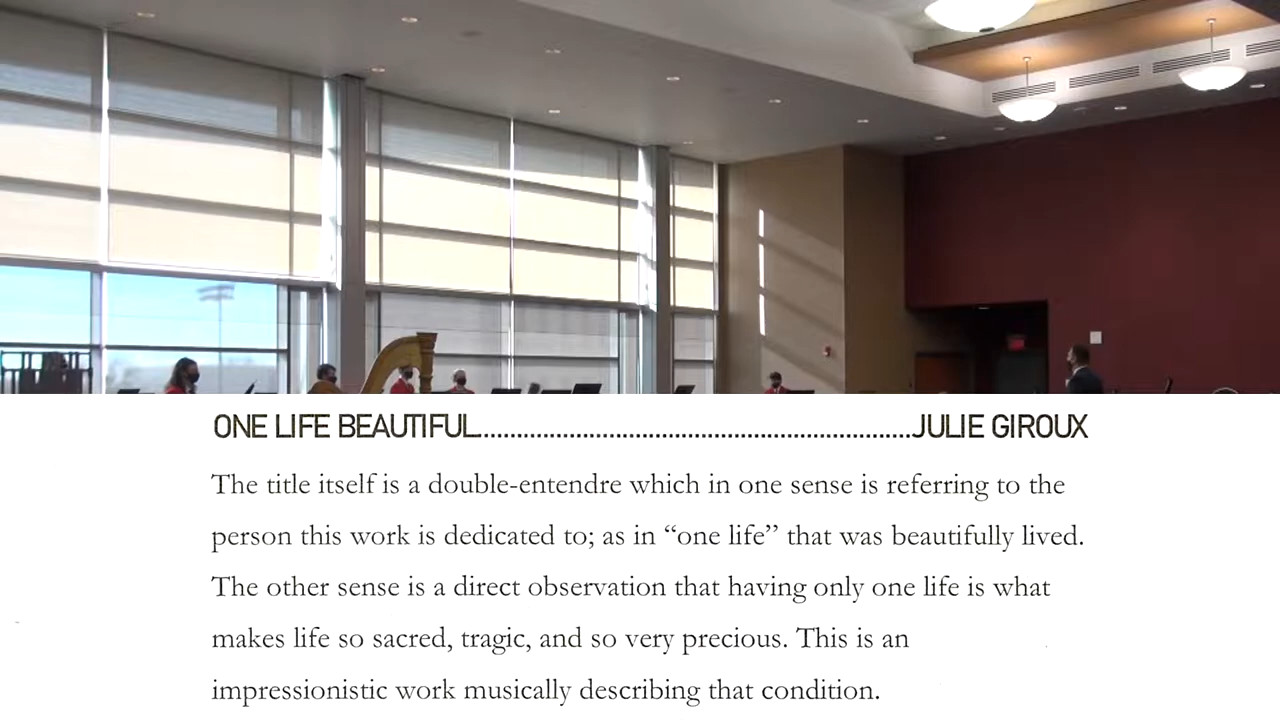 ONE LIFE BEAUTIFUL................................................................JULIE GIROUX
The title itself is a double-entendre which in one sense is referring to the
person this work is dedicated to; as in “one life” that was beautifully lived.
The other sense is a direct observation that having only one life is what
makes life so sacred, tragic, and so very precious. This is an
impressionistic work musically describing that condition.